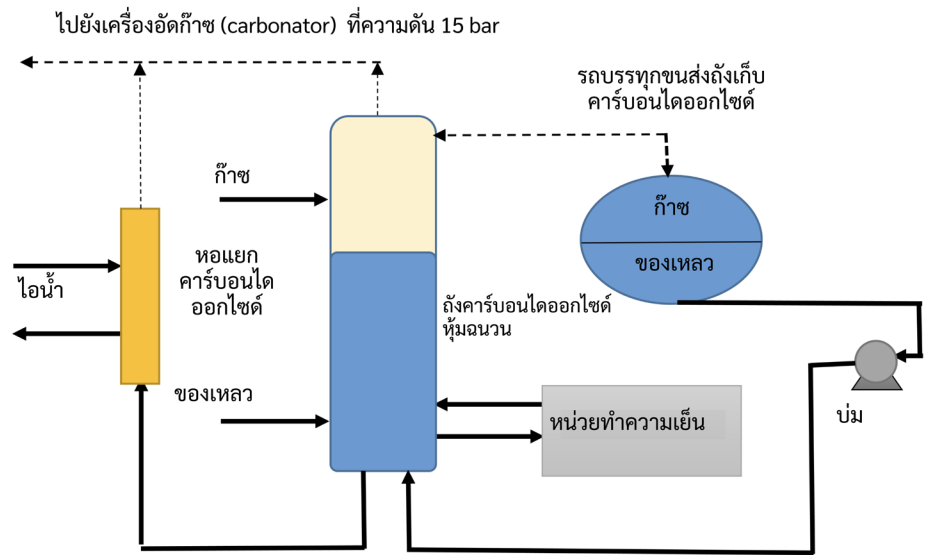 ไปยังเครื่องอัดก๊าซ (carbonator) ที่ความดัน 15 bar
รถบรรทุกขนส่งถังเก็บ
คาร์บอนไดออกไซด์
ก๊าซ
ก๊าซ
หอแยก
คาร์บอนได
ออกไซด์
ของเหลว
ไอน้ำ
ถังคาร์บอนไดออกไซด์
หุ้มฉนวน
ของเหลว
หน่วยทำความเย็น
บ่ม